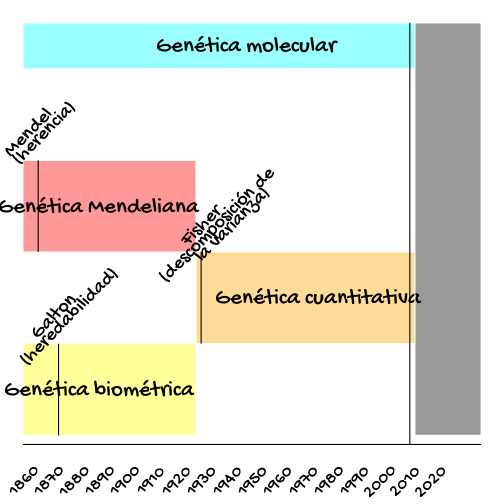 Genética molecular
Mendel
(herencia)
Genética Mendeliana
Fisher
(descomposición de
la varianza)
Genética cuantitativa
Galton
(heredabilidad)
Genética biométrica
1860
1870
1880
1890
1900
1910
1920
1930
1940
1950
1960
1970
1980
1990
2000
2010
2020